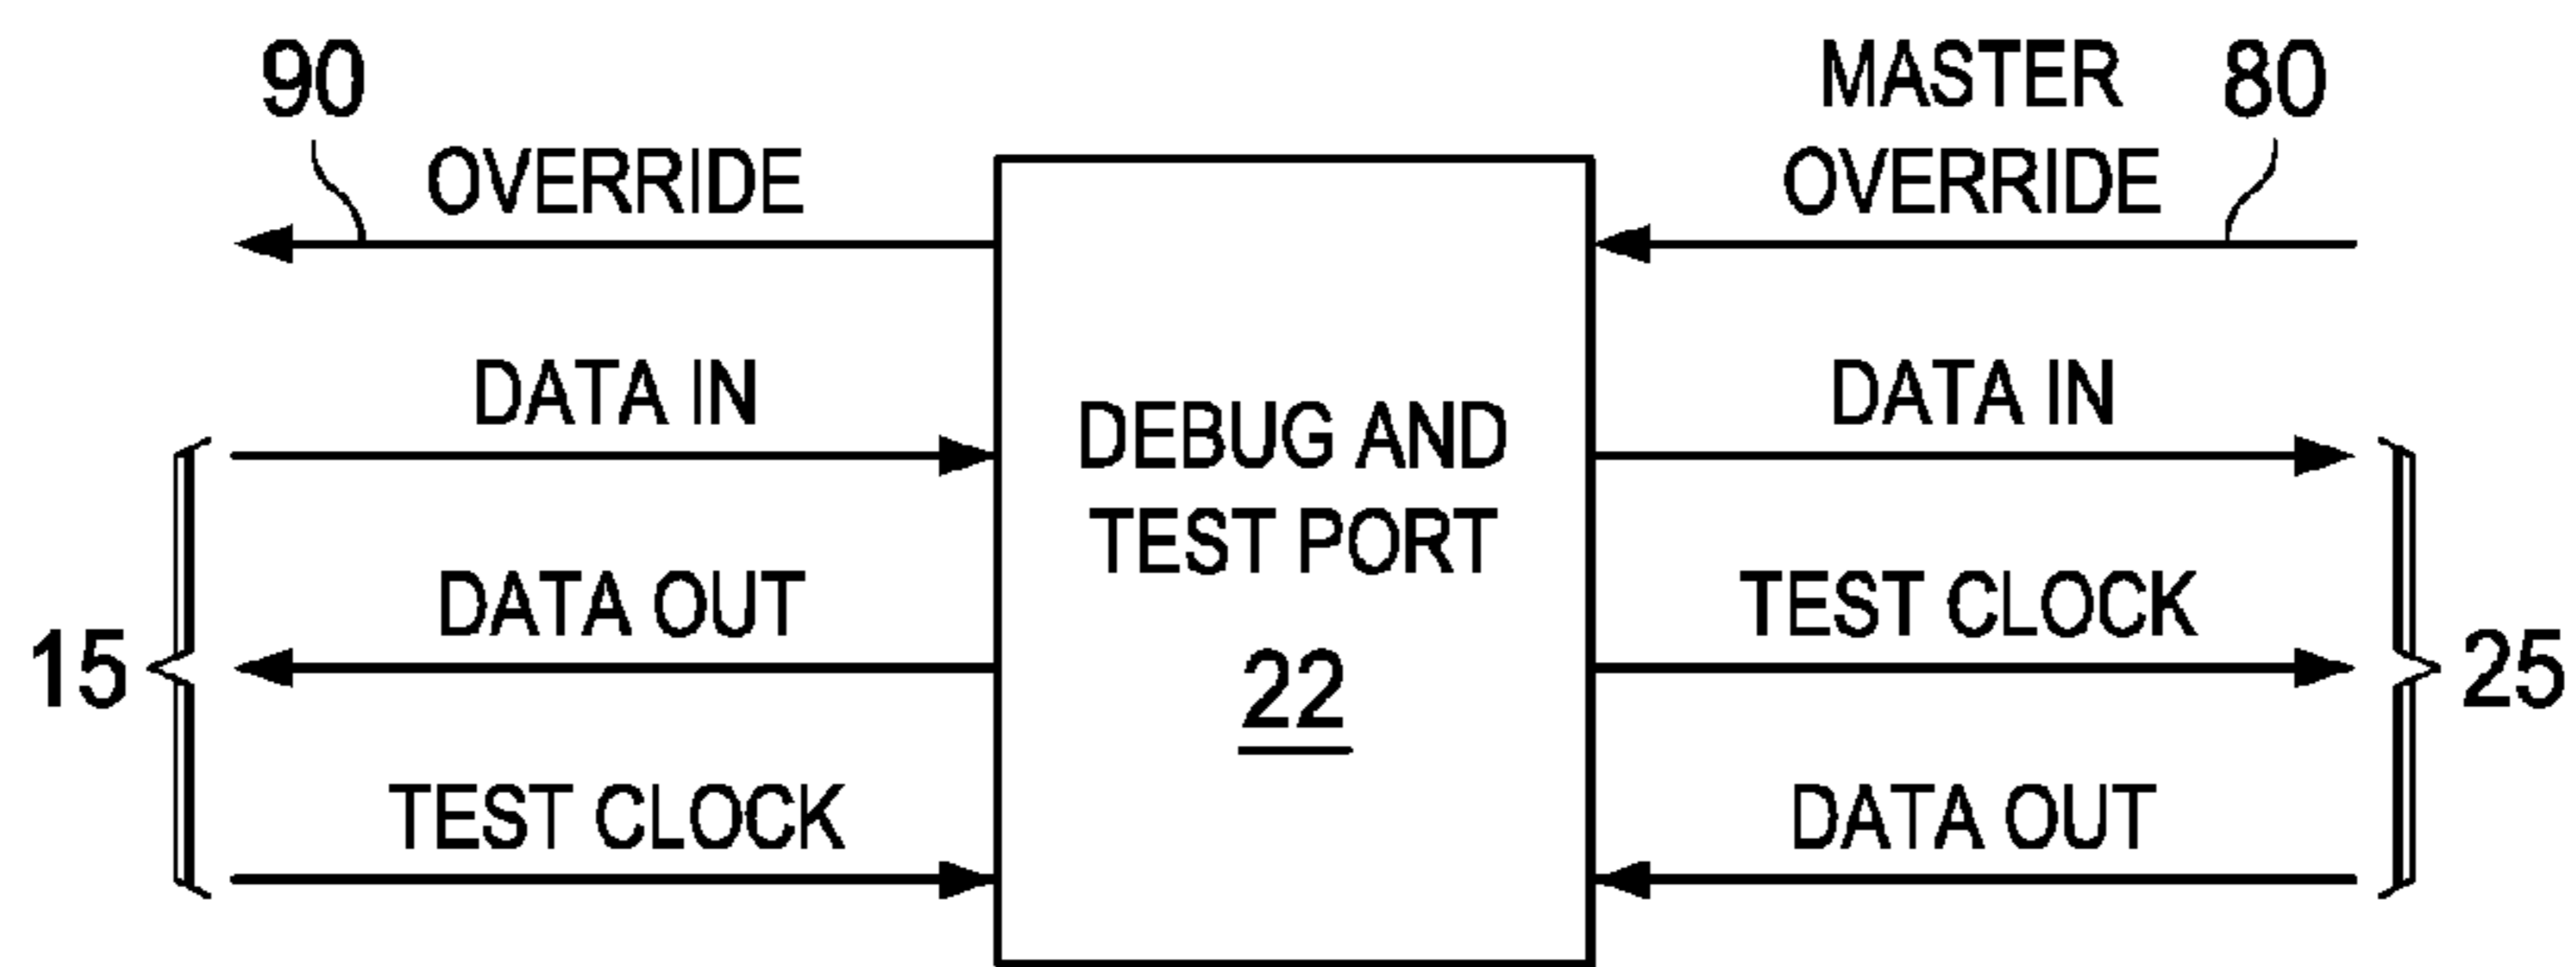 90
OVERRIDE
MASTER
OVERRIDE
80
DATA IN
DATA OUT
TEST CLOCK
15
DEBUG AND
TEST PORT
22
DATA IN
TEST CLOCK
DATA OUT
25